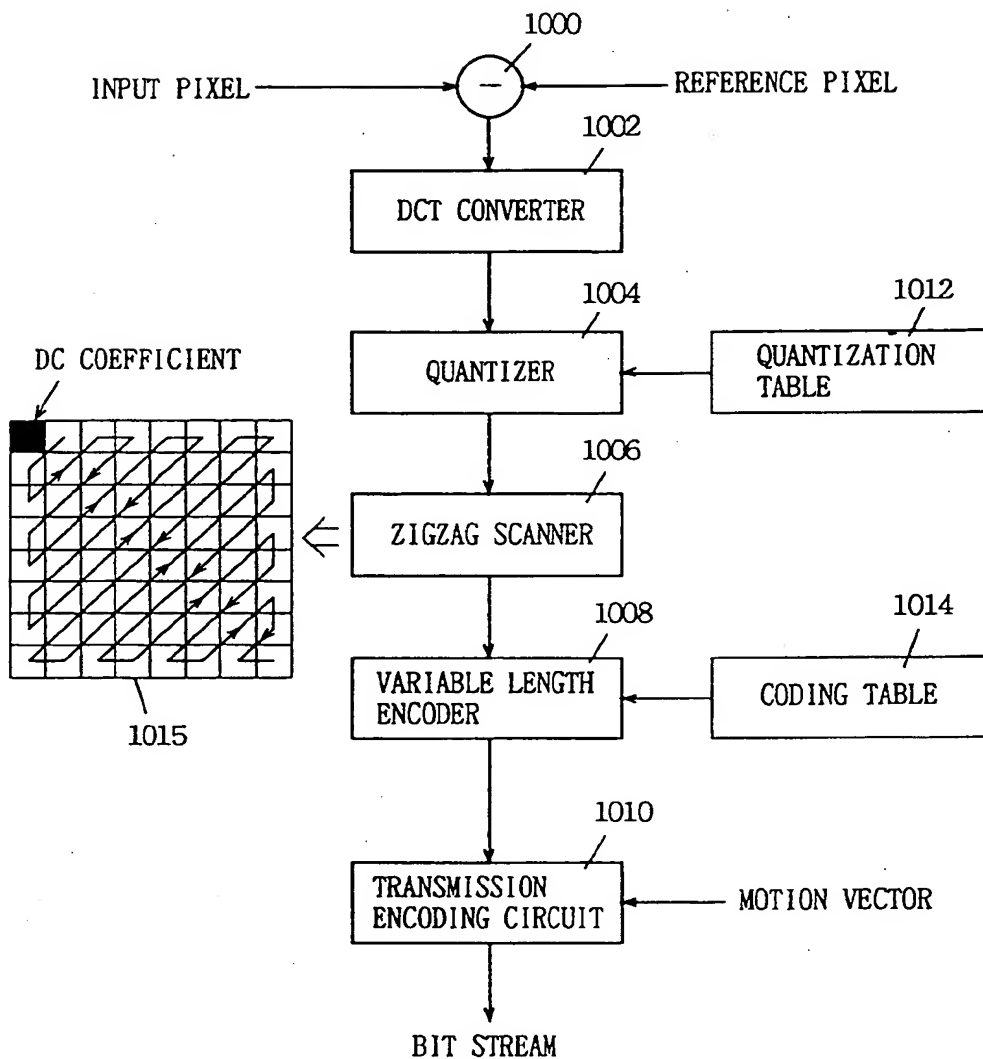 1000
INPUT PIXEL
−
REFERENCE PIXEL
1002
DCT CONVERTER
1004
1012
DC COEFFICIENT
QUANTIZER
QUANTIZATION
TABLE
1006
ZIGZAG SCANNER
1008
1014
VARIABLE LENGTH
ENCODER
CODING TABLE
1015
1010
TRANSMISSION
ENCODING CIRCUIT
MOTION VECTOR
BIT STREAM